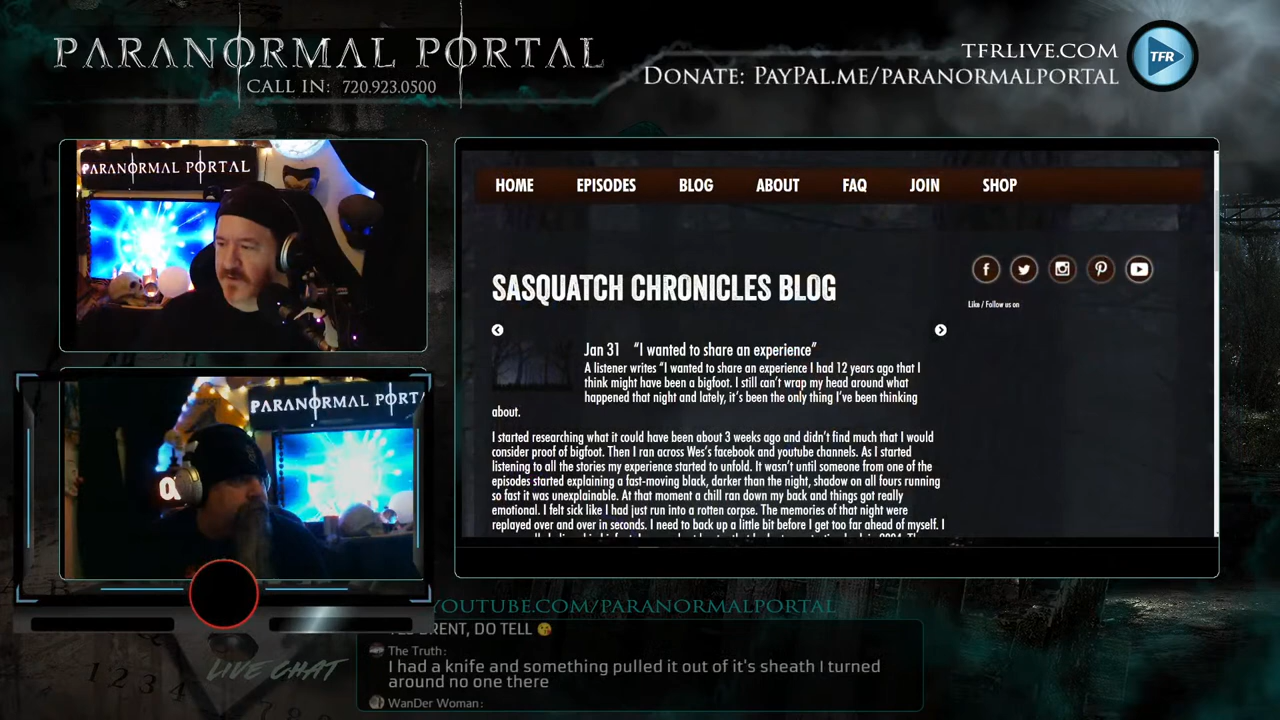 PARANORMAL PORTAL
CALL IN: 720.923.0500
TFRLIVE.COM
DONATE: PAYPAL.ME/PARANORMALPORTAL
TFR
PARANORMAL PORTAL
PARANORMAL PORT
HOME EPISODES BLOG ABOUT FAQ JOIN SHOP
SASQUATCH CHRONICLES BLOG
Like / Follow us on
Jan 31 “I wanted to share an experience”
A listener writes “I wanted to share an experience I had 12 years ago that I
think might have been a bigfoot. I still can’t wrap my head around what
happened that night and lately, it’s been the only thing I’ve been thinking
about.
I started researching what it could have been about 3 weeks ago and didn’t find much that I would
consider proof of bigfoot. Then I ran across Wes’s facebook and youtube channels. As I started
listening to all the stories my experience started to unfold. It wasn’t until someone from one of the
episodes started explaining a fast-moving black, darker than the night, shadow on all fours running
so fast it was unexplainable. At that moment a chill ran down my back and things got really
emotional. I felt sick like I had just run into a rotten corpse. The memories of that night were
replayed over and over in seconds. I need to back up a little bit before I get too far ahead of myself. I
YOUTUBE.COM/PARANORMALPORTAL
BRENT, DO TELL
The Truth:
I had a knife and something pulled it out of it's sheath I turned
around no one there
WanDer Woman:
LIVE CHAT
1 2 3 4